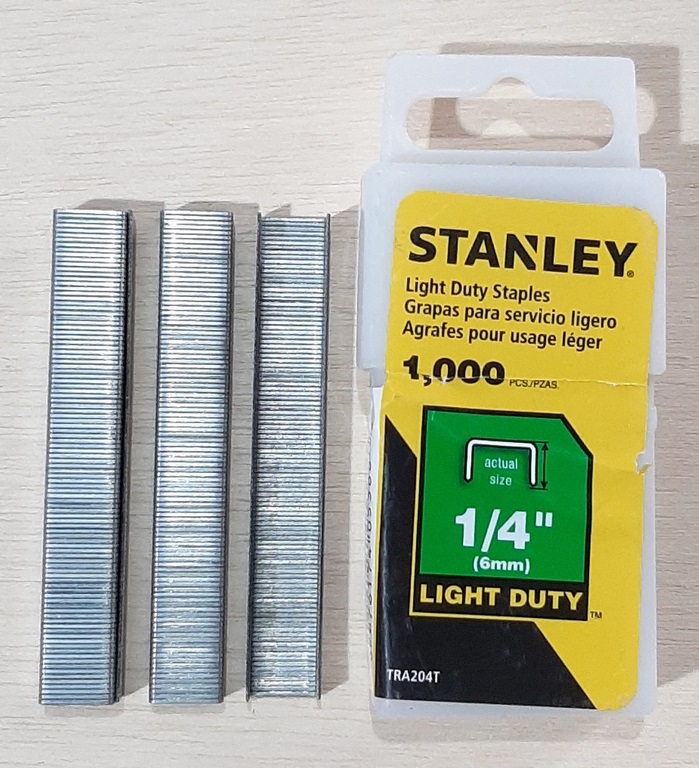 STANLEY®
Light Duty Staples
Grapas para servicio ligero
Agrafes pour usage léger
1,000 PCS./PZAS.
actual
size
1/4"
(6mm)
LIGHT DUTY™
TRA204T